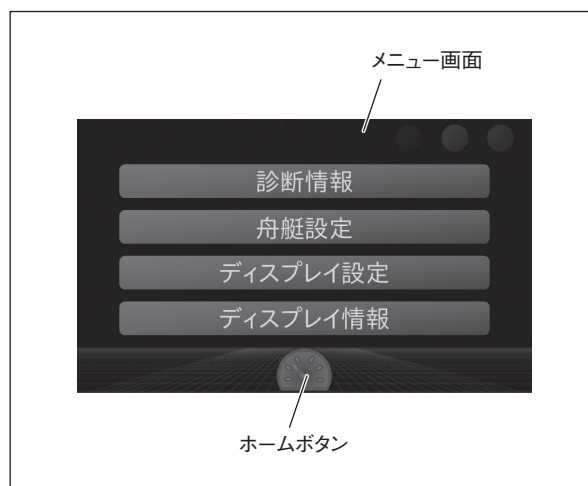 メニュー画面
診断情報
舟艇設定
ディスプレイ設定
ディスプレイ情報
ホームボタン